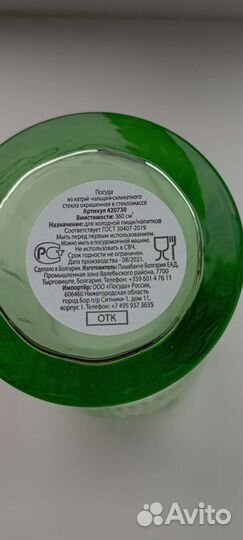 Посуда
из натрий-кальций-силикатного
стекла окрашенная в стекломассе
Артикул 420730
Вместимость: 360 см³
Назначение: для холодной пищи/напитков
Соответствует ГОСТ 30407-2019
Мыть перед первым использованием.
Можно мыть в посудомоечной машине.
Не использовать в СВЧ.
Срок годности не ограничен.
Дата изготовления - 08/2021.
Сделано в Болгарии. Изготовитель: Пашабахче Болгария ЕАД,
Промышленная зона Валебыского района, 7700
Тырговиште, Болгария, Телефон: +359 601 4 76 11
Импортёр: ООО «Посуда» Россия,
606460 Нижегородская область
город Бор п/р Ситники-1, дом 11,
корпус 1. Телефон: +7 495 937 3635
ОТК
Avito